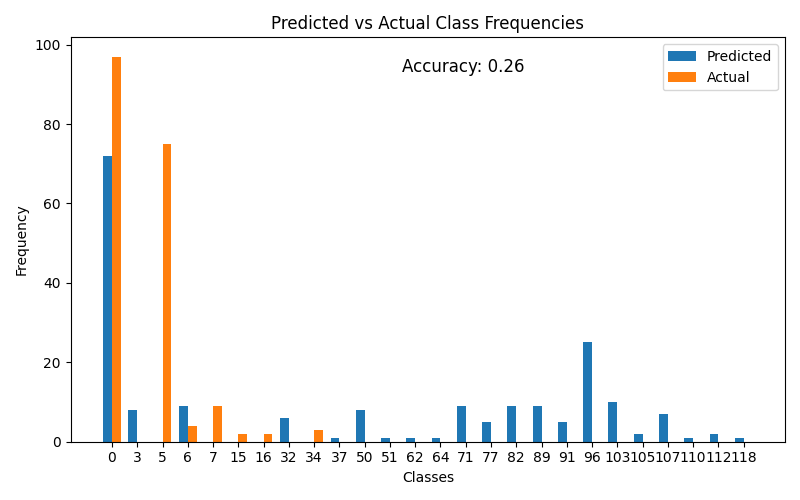 Predicted vs Actual Class Frequencies
Accuracy: 0.26
Predicted
Actual
100
80
60
40
20
0
Frequency
0 3 5 6 7 15 16 32 34 37 50 51 62 64 71 77 82 89 91 96 103 105 107 110 112 118
Classes